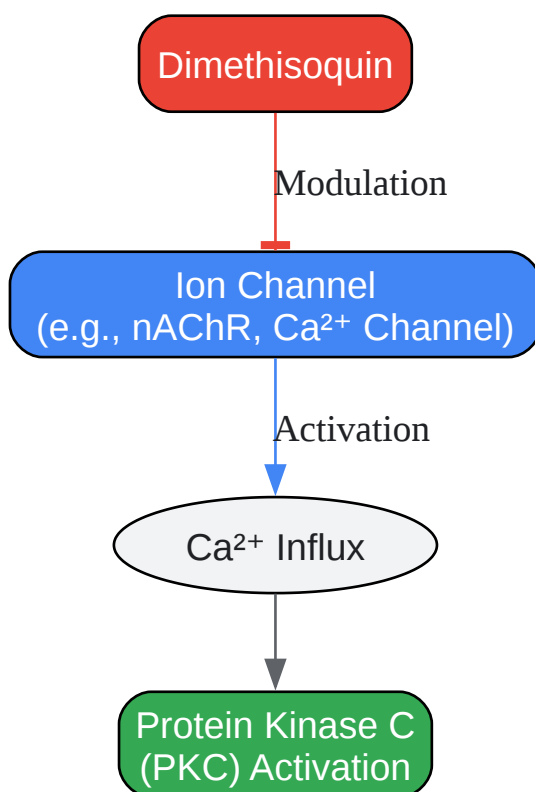 Dimethisoquin
Modulation
Ion Channel
(e.g., nAChR, Ca²⁺ Channel)
Activation
Ca²⁺ Influx
Protein Kinase C
(PKC) Activation